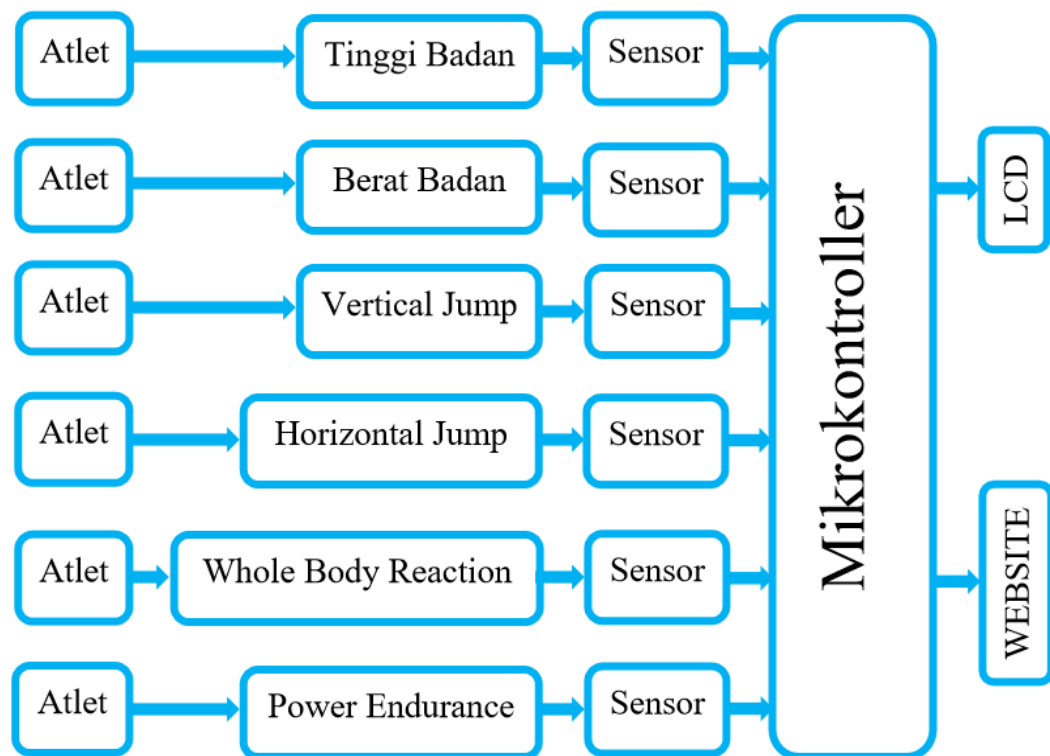 Atlet
Tinggi Badan
Sensor
Atlet
Berat Badan
Sensor
Atlet
Vertical Jump
Sensor
Atlet
Horizontal Jump
Sensor
Atlet
Whole Body Reaction
Sensor
Atlet
Power Endurance
Sensor
Mikrokontroller
LCD
WEBSITE